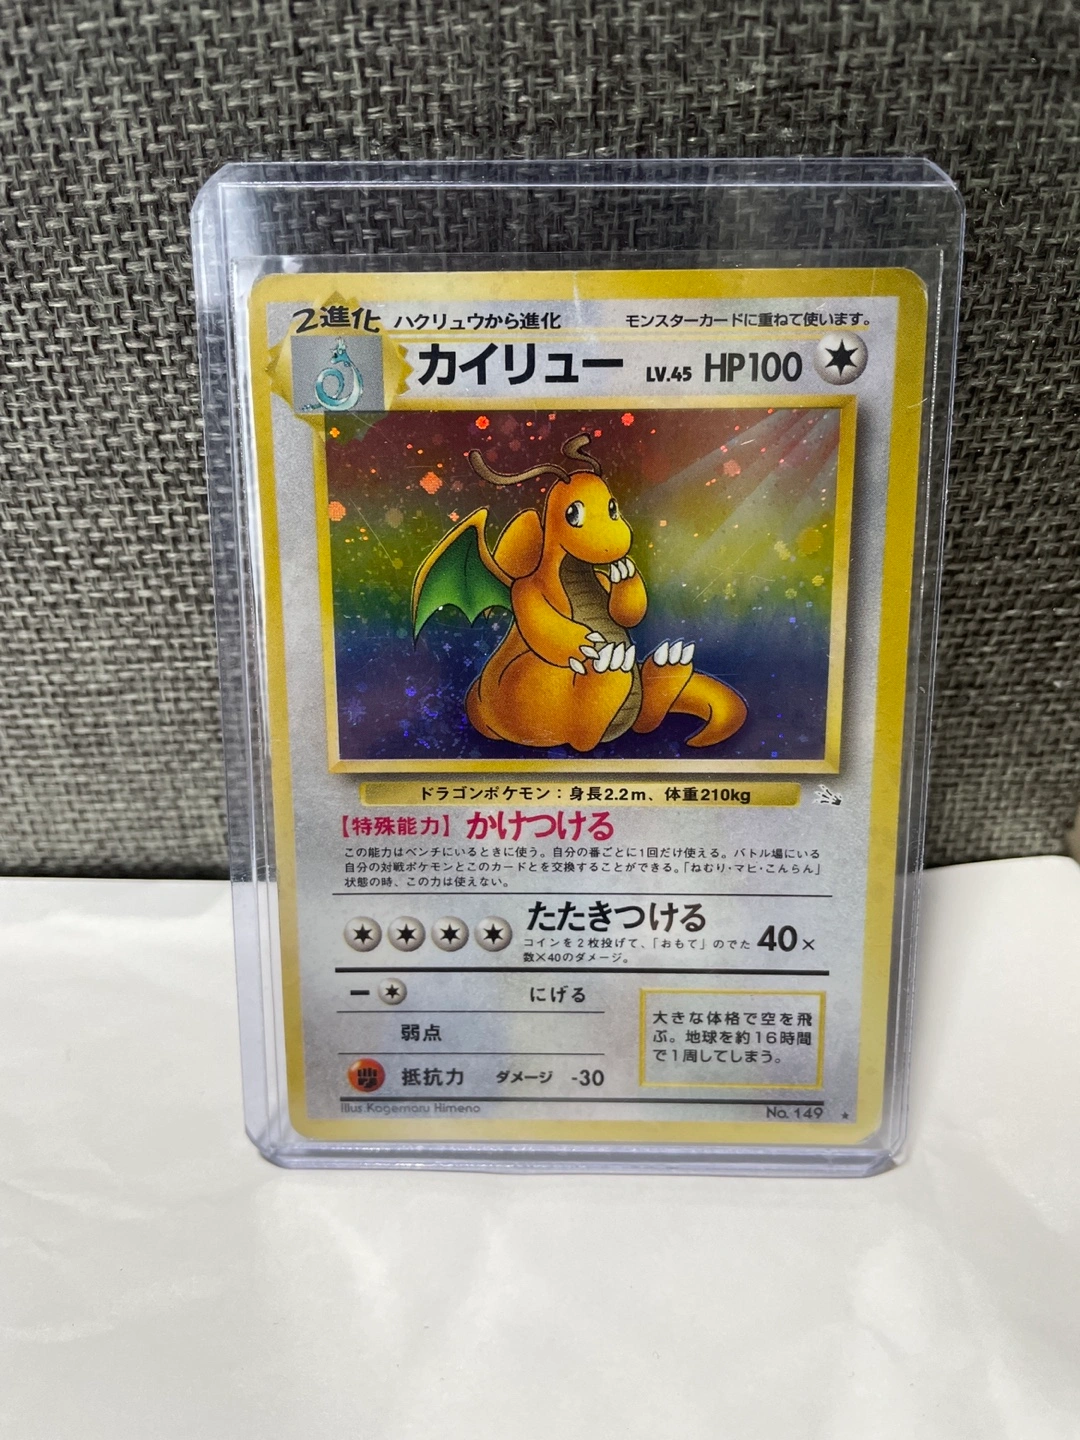 2進化 ハクリュウから進化 モンスターカードに重ねて使います。
カイリュー LV.45 HP100
ドラゴンポケモン：身長2.2m、体重210kg
【特殊能力】かけつける
この能力はベンチにいるときに使う。自分の番ごとに1回だけ使える。バトル場にいる
自分の対戦ポケモンとこのカードとを交換することができる。「ねむり・マヒ・こんらん」
状態の時、この力は使えない。
たたきつける
コインを2枚投げて、「おもて」のでた
数×40のダメージ。
40×
にげる
弱点
抵抗力 ダメージ -30
大きな体格で空を飛
ぶ。地球を約16時間
で1周してしまう。
Illus Kagemaru Himeno
No. 149 ★